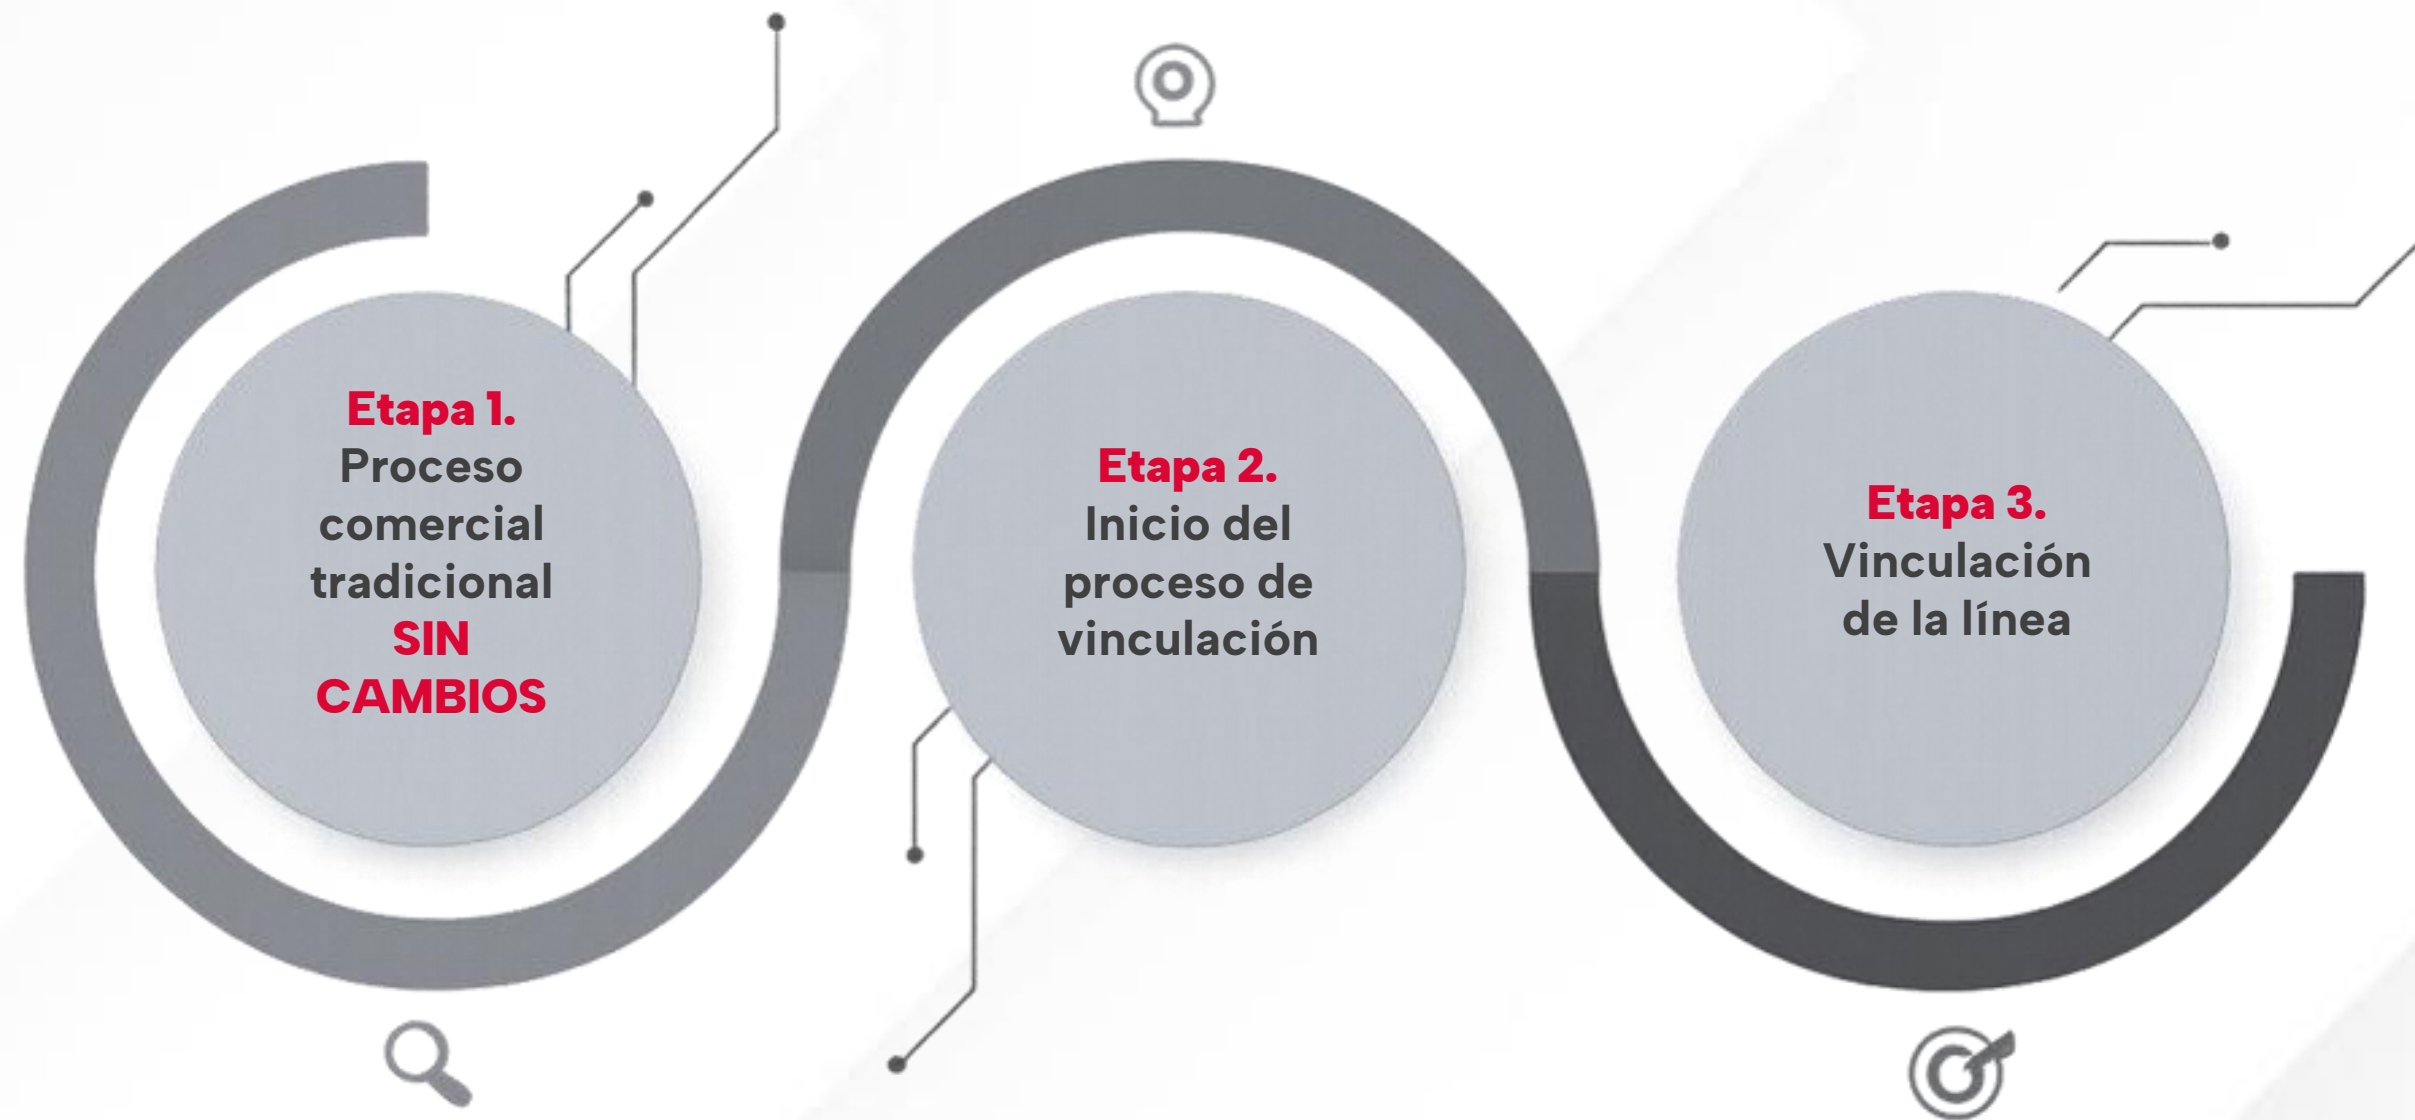 Etapa 1.
Proceso
comercial
tradicional
SIN
CAMBIOS
Etapa 2.
Inicio del
proceso de
vinculación
Etapa 3.
Vinculación
de la línea